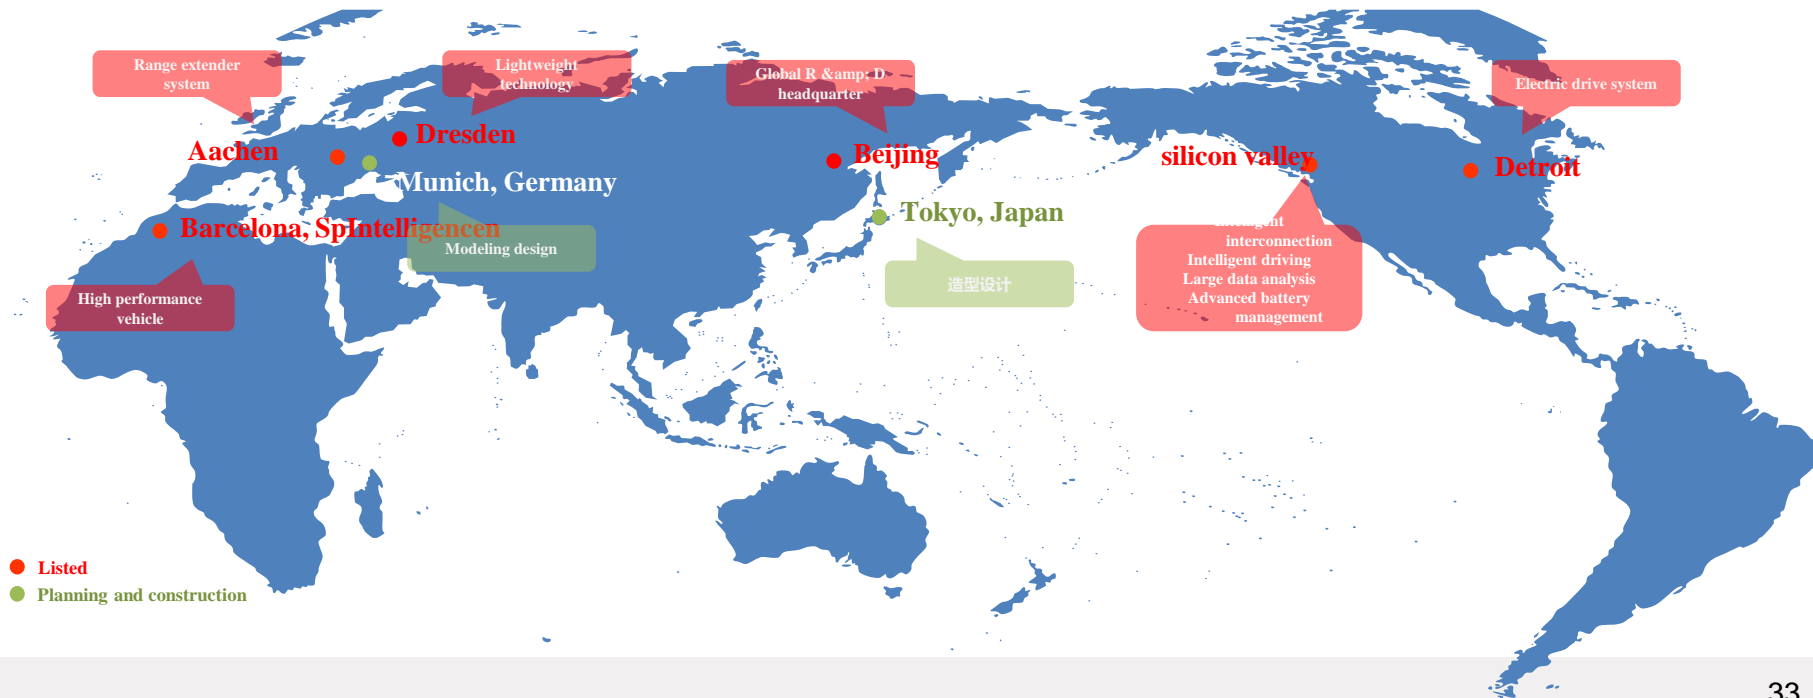 Range extender
system
Lightweight
technology
Global R &amp; D
headquarter
Electric drive system
Aachen
Dresden
Beijing
silicon valley
Detroit
Munich, Germany
Tokyo, Japan
Barcelona, SpIntelligencen
Modeling design
造型设计
High performance
vehicle
Intelligent
interconnection
Intelligent driving
Large data analysis
Advanced battery
management
Listed
Planning and construction
33